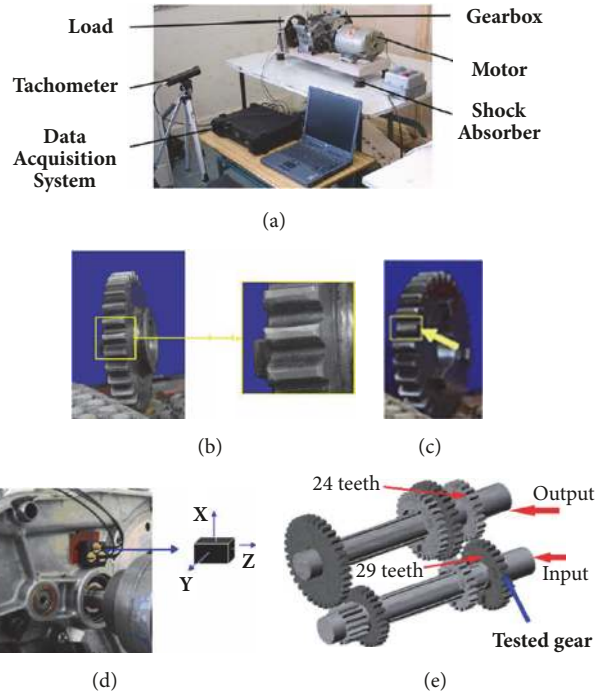 Load
Tachometer
Data
Acquisition
System
Gearbox
Motor
Shock
Absorber
(a)
(b)
(c)
X
Z
Y
(d)
24 teeth
Output
29 teeth
Input
Tested gear
(e)